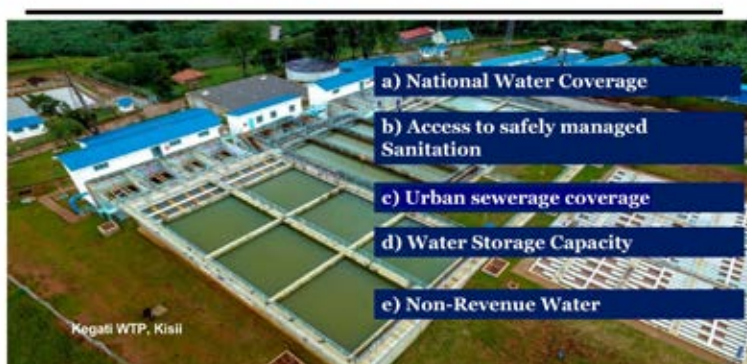 a) National Water Coverage
b) Access to safely managed
Sanitation
c) Urban sewerage coverage
d) Water Storage Capacity
e) Non-Revenue Water
Kegati WTP, Kisii